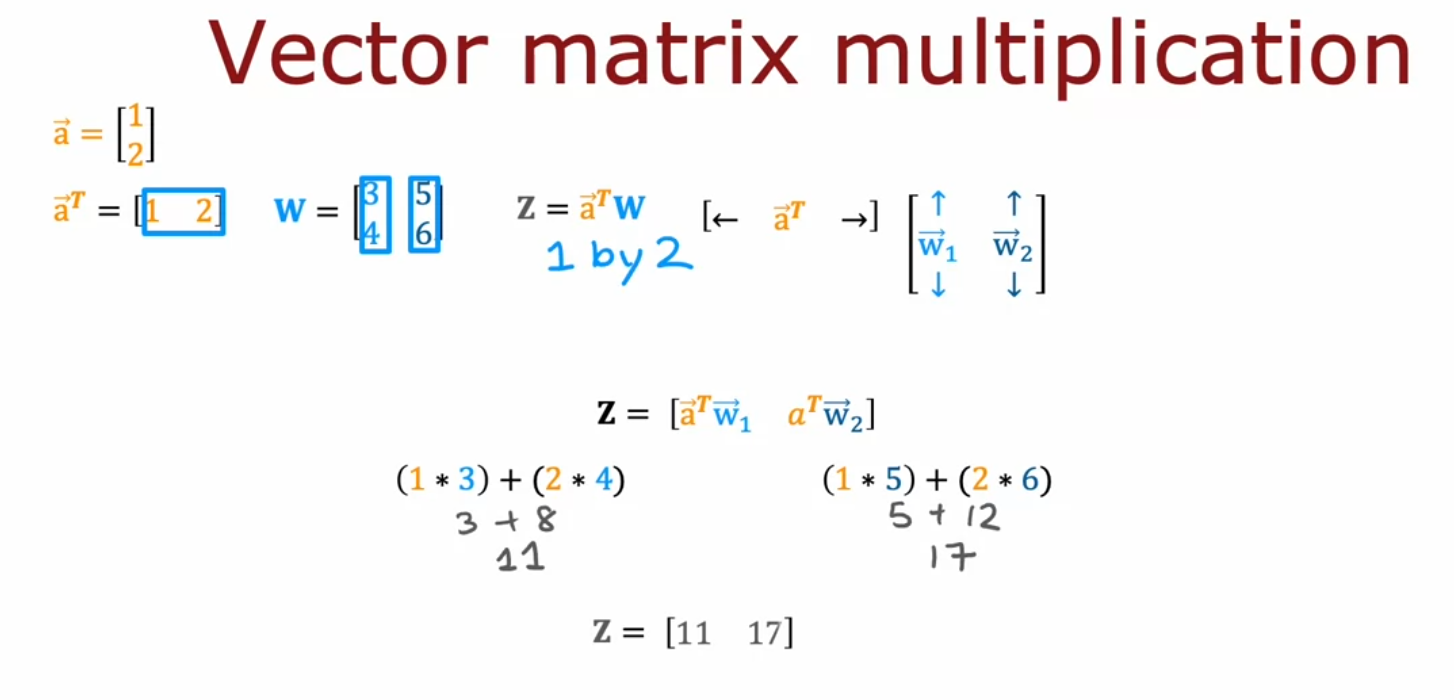 Vector matrix multiplication
a⃗ = [1
2]
a⃗ᵀ = [1 2] W = [3 5
4 6] Z = a⃗ᵀW [← a⃗ᵀ →] [↑ ↑
w⃗₁ w⃗₂
↓ ↓]
1 by 2
Z = [a⃗ᵀw⃗₁ aᵀw⃗₂]
(1 * 3) + (2 * 4) (1 * 5) + (2 * 6)
3 + 8 5 + 12
11 17
Z = [11 17]